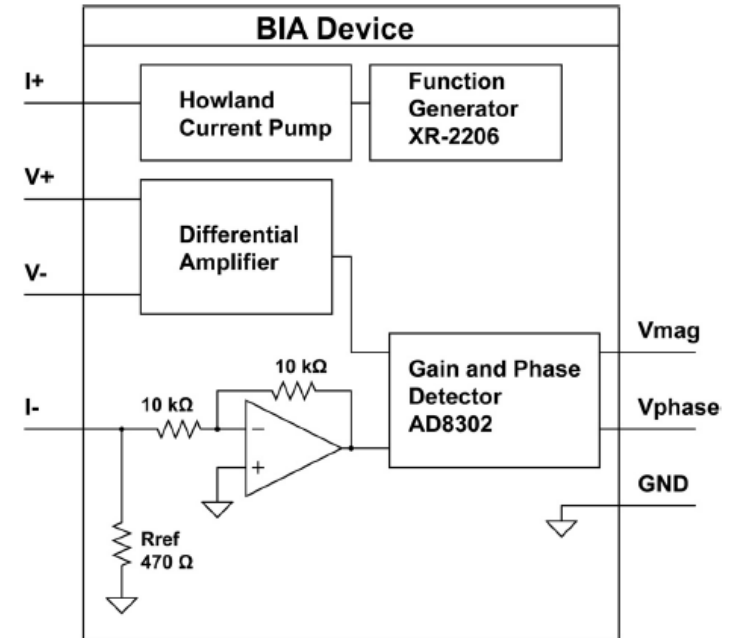 BIA Device
I+
Howland
Current Pump
Function
Generator
XR-2206
V+
Differential
Amplifier
V-
Vmag
Gain and Phase
Detector
AD8302
10 kΩ
10 kΩ
I-
Vphase
−
+
GND
Rref
470 Ω